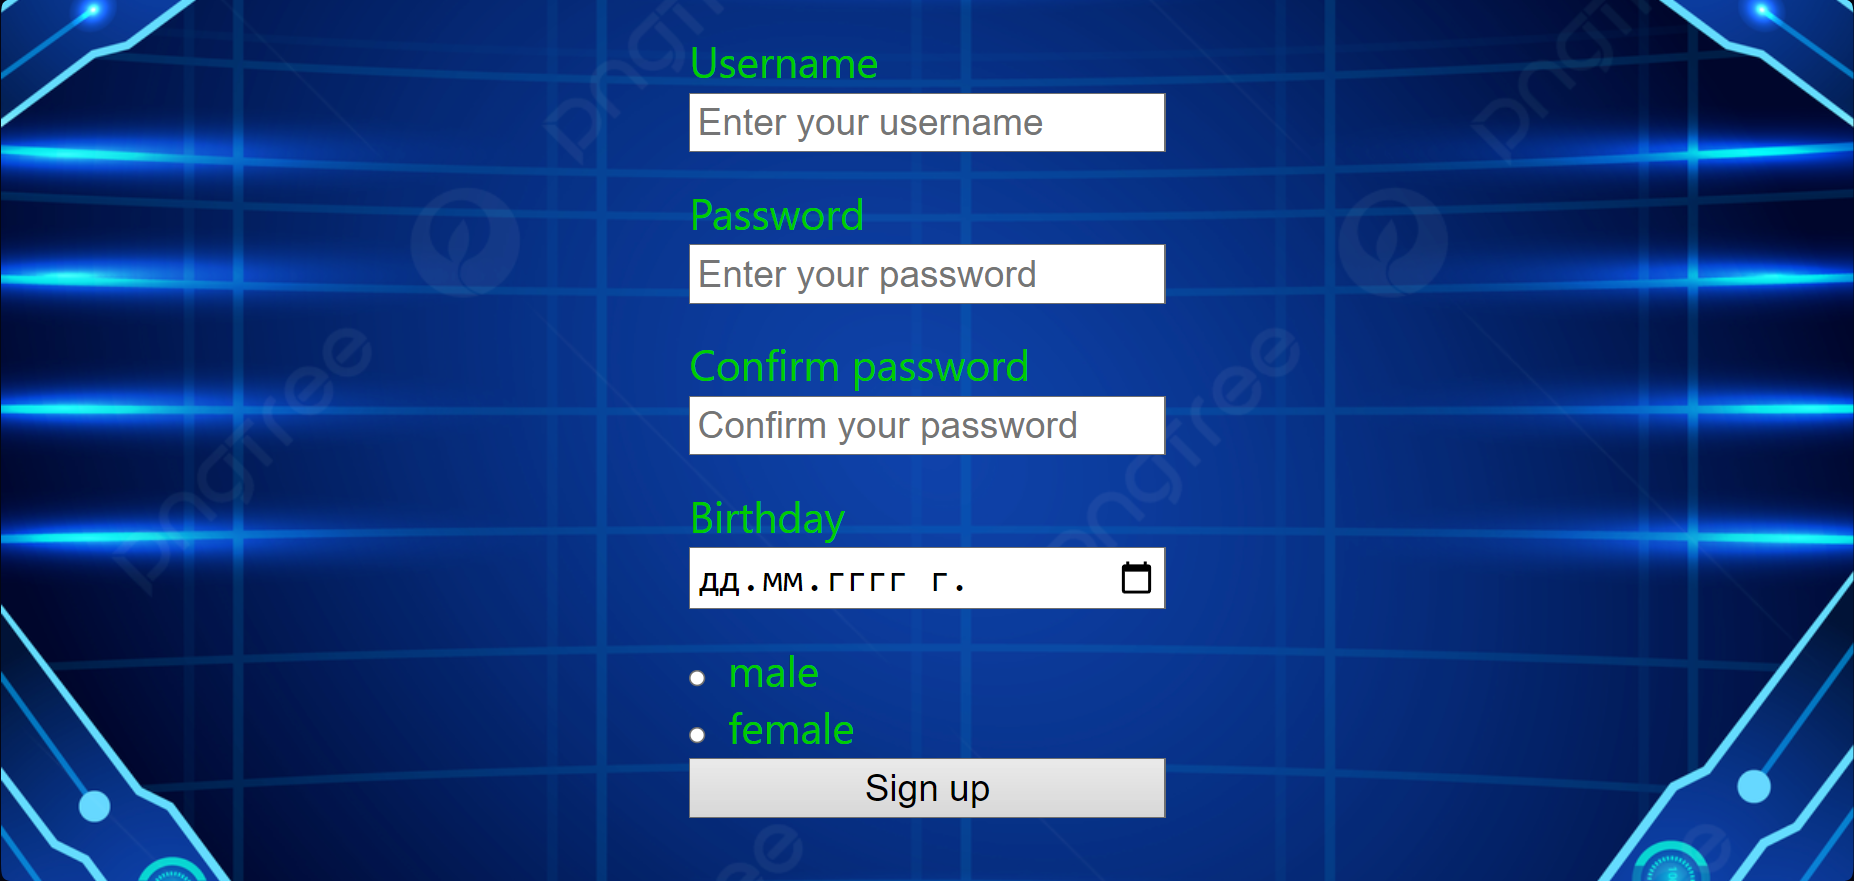 Username
Enter your username
Password
Enter your password
Confirm password
Confirm your password
Birthday
дд.мм.гггг г.
male
female
Sign up
pngtree
pngtree
pngtree
pngtree